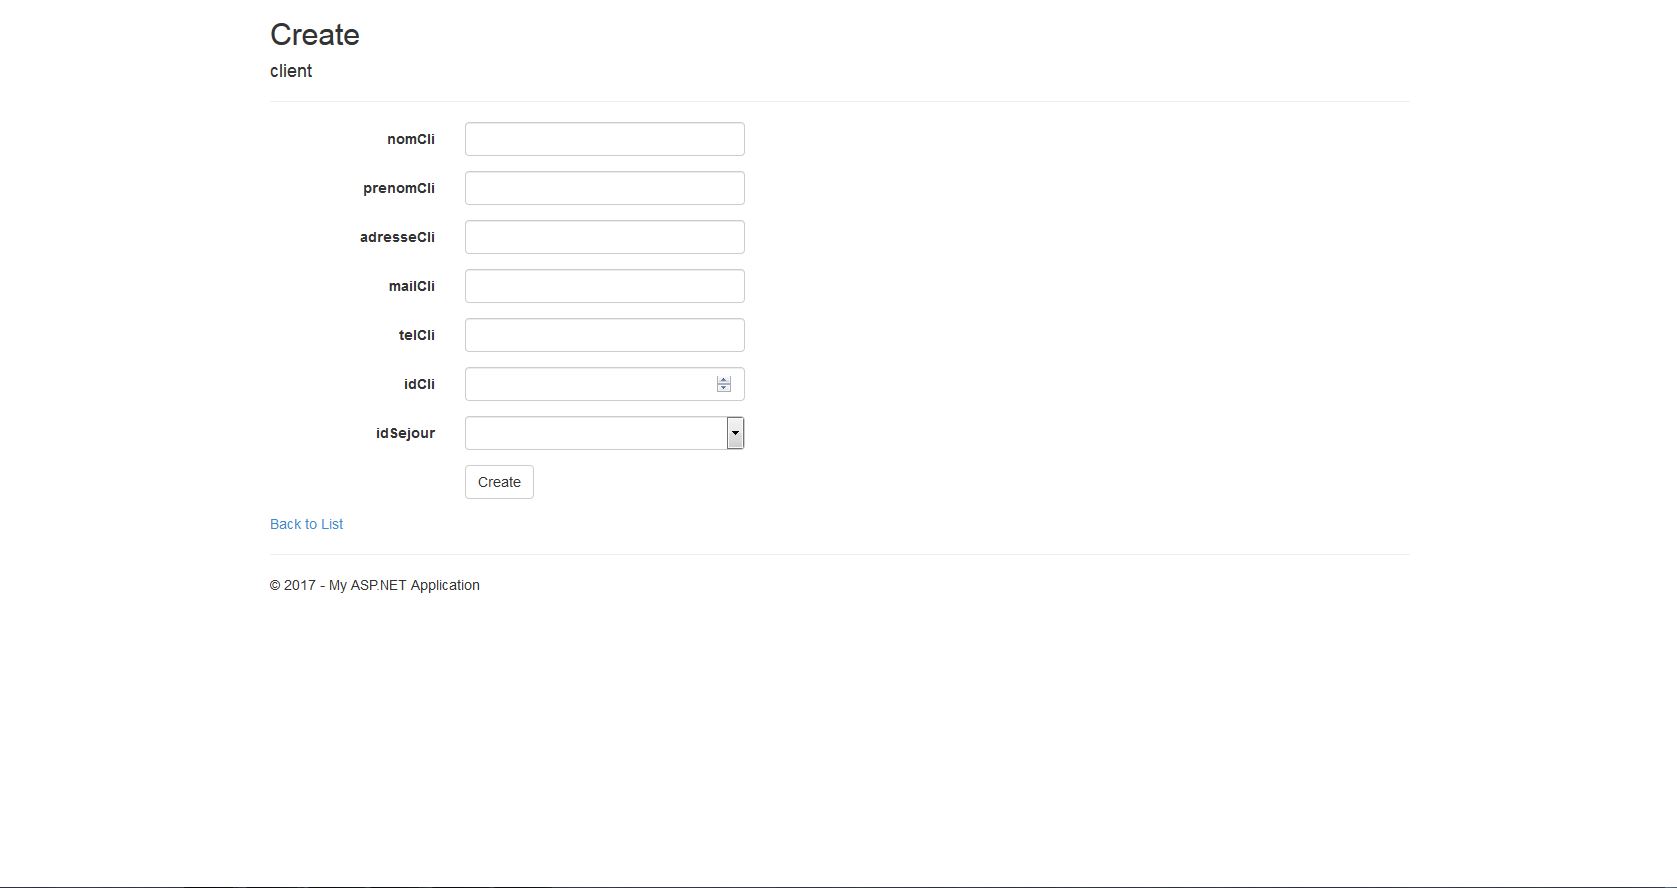 Create
client
nomCli
prenomCli
adresseCli
mailCli
telCli
idCli
idSejour
Create
Back to List
© 2017 - My ASP.NET Application